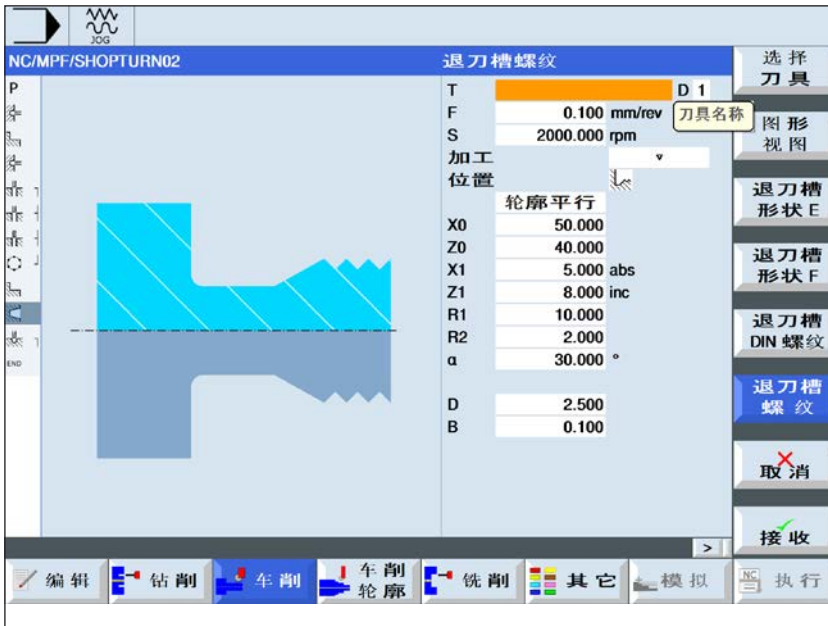 JOG
NC/MPF/SHOPTURN02
退刀槽螺纹
P
END
T D 1
刀具名称
F 0.100 mm/rev
S 2000.000 rpm
加工 ▽
位置
轮廓平行
X0 50.000
Z0 40.000
X1 5.000 abs
Z1 8.000 inc
R1 10.000
R2 2.000
α 30.000 °
D 2.500
B 0.100
选择
刀具
图形
视图
退刀槽
形状 E
退刀槽
形状 F
退刀槽
DIN 螺纹
退刀槽
螺纹
取消
接收
>
编辑
钻削
车削
车削
轮廓
铣削
其它
模拟
NC
执行